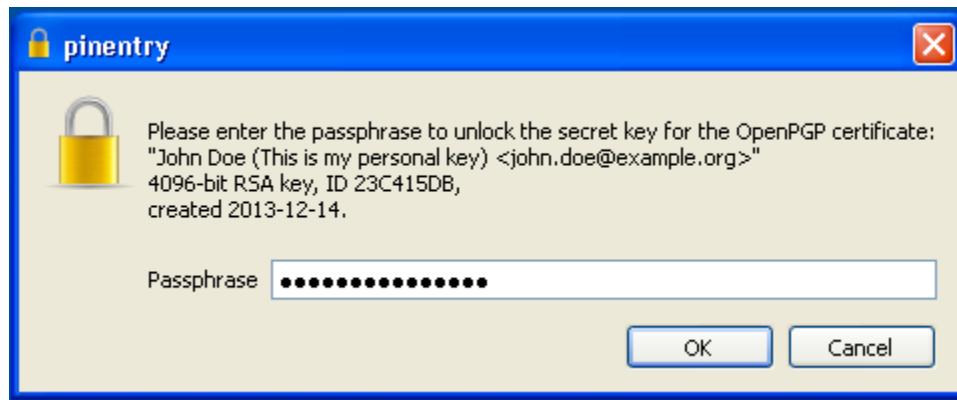 pinentry
Please enter the passphrase to unlock the secret key for the OpenPGP certificate:
"John Doe (This is my personal key) <john.doe@example.org>"
4096-bit RSA key, ID 23C415DB,
created 2013-12-14.
Passphrase ●●●●●●●●●●●●●●●
OK Cancel